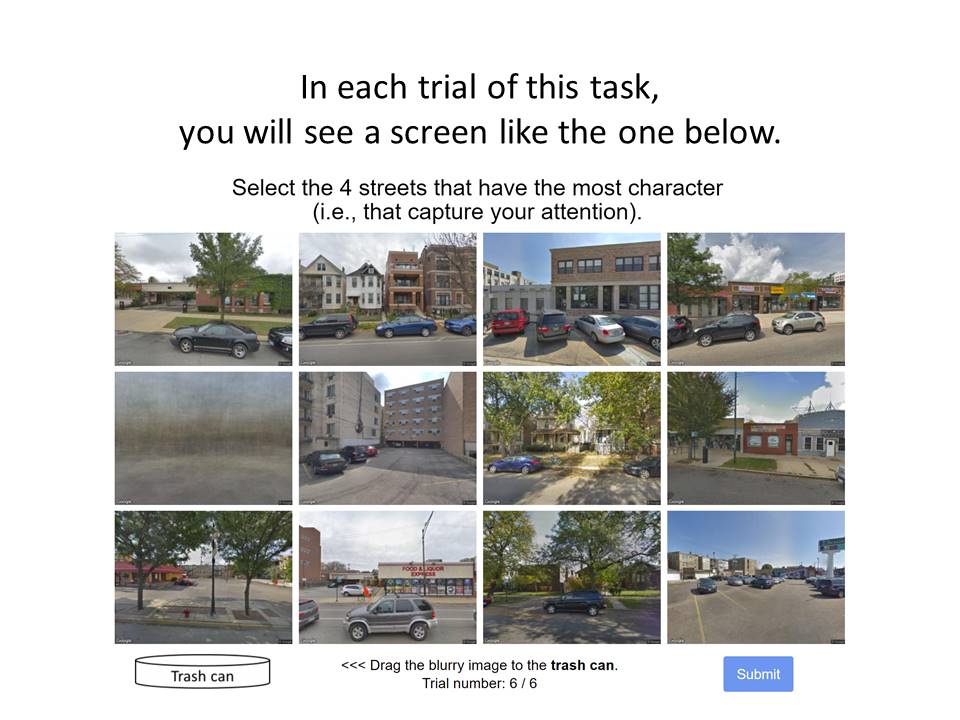 In each trial of this task,
you will see a screen like the one below.
Select the 4 streets that have the most character
(i.e., that capture your attention).
FOOD & LIQUOR
EXPRESS
<<< Drag the blurry image to the trash can.
Trash can
Trial number: 6 / 6
Submit